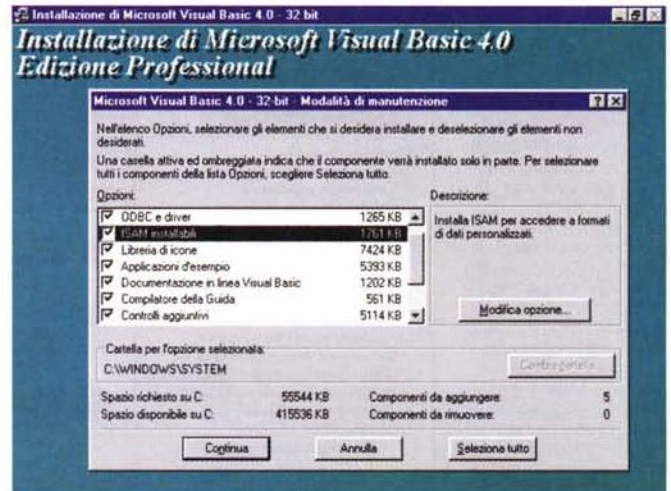 Installazione di Microsoft Visual Basic 4.0 - 32 bit
Installazione di Microsoft Visual Basic 4.0
Edizione Professional
Microsoft Visual Basic 4.0 - 32-bit - Modalità di manutenzione
Nell'elenco Opzioni, selezionare gli elementi che si desidera installare e deselezionare gli elementi non
desiderati.
Una casella attiva ed ombreggiata indica che il componente verrà installato solo in parte. Per selezionare
tutti i componenti della lista Opzioni, scegliere Seleziona tutto.
Opzioni:
Descrizione:
ODBC e driver 1265 KB
ISAM installabili 1761 KB
Libreria di icone 7424 KB
Applicazioni d'esempio 5393 KB
Documentazione in linea Visual Basic 1202 KB
Compilatore della Guida 561 KB
Controlli aggiuntivi 5114 KB
Installa ISAM per accedere a formati
di dati personalizzati.
Modifica opzione...
Cartella per l'opzione selezionata:
C:\WINDOWS\SYSTEM
Spazio richiesto su C: 55544 KB Componenti da aggiungere: 5
Spazio disponibile su C: 415536 KB Componenti da rimuovere: 0
Continua Annulla Seleziona tutto